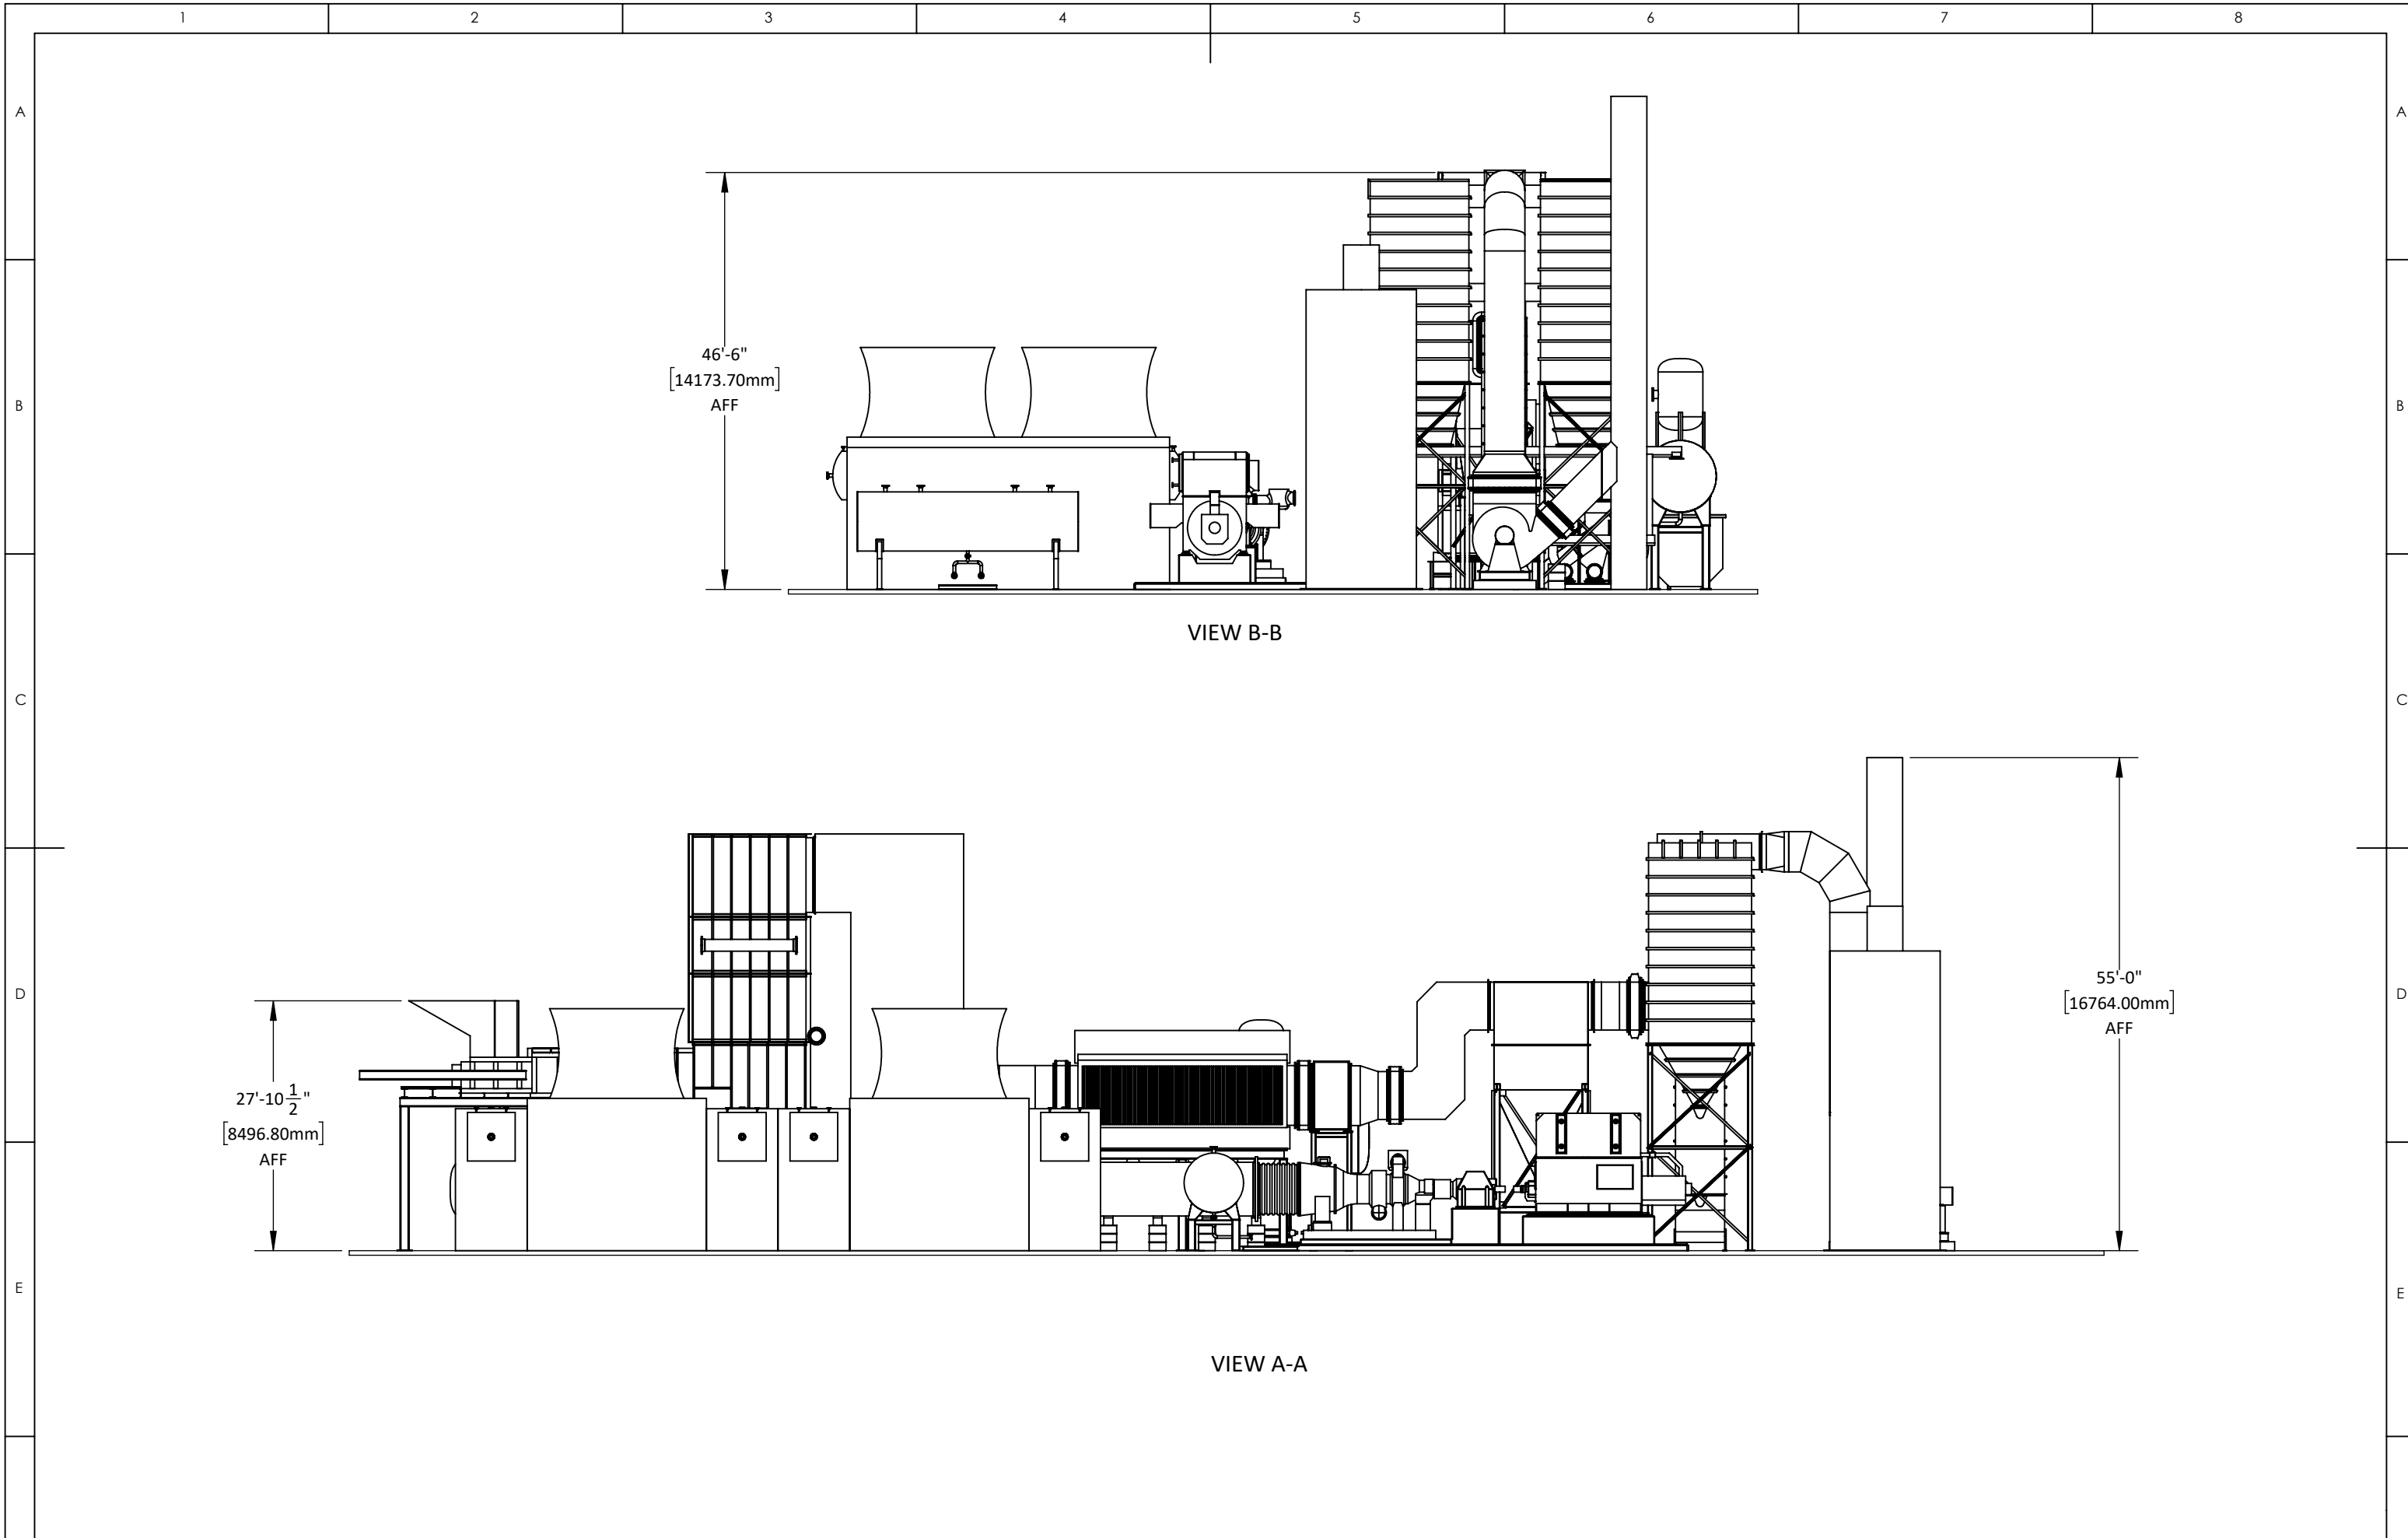 1 2 3 4 5 6 7 8
A A
46'-6"
[14173.70mm]
AFF
B B
VIEW B-B
C C
55'-0"
[16764.00mm]
AFF
D D
27'-10 1/2"
[8496.80mm]
AFF
E E
VIEW A-A